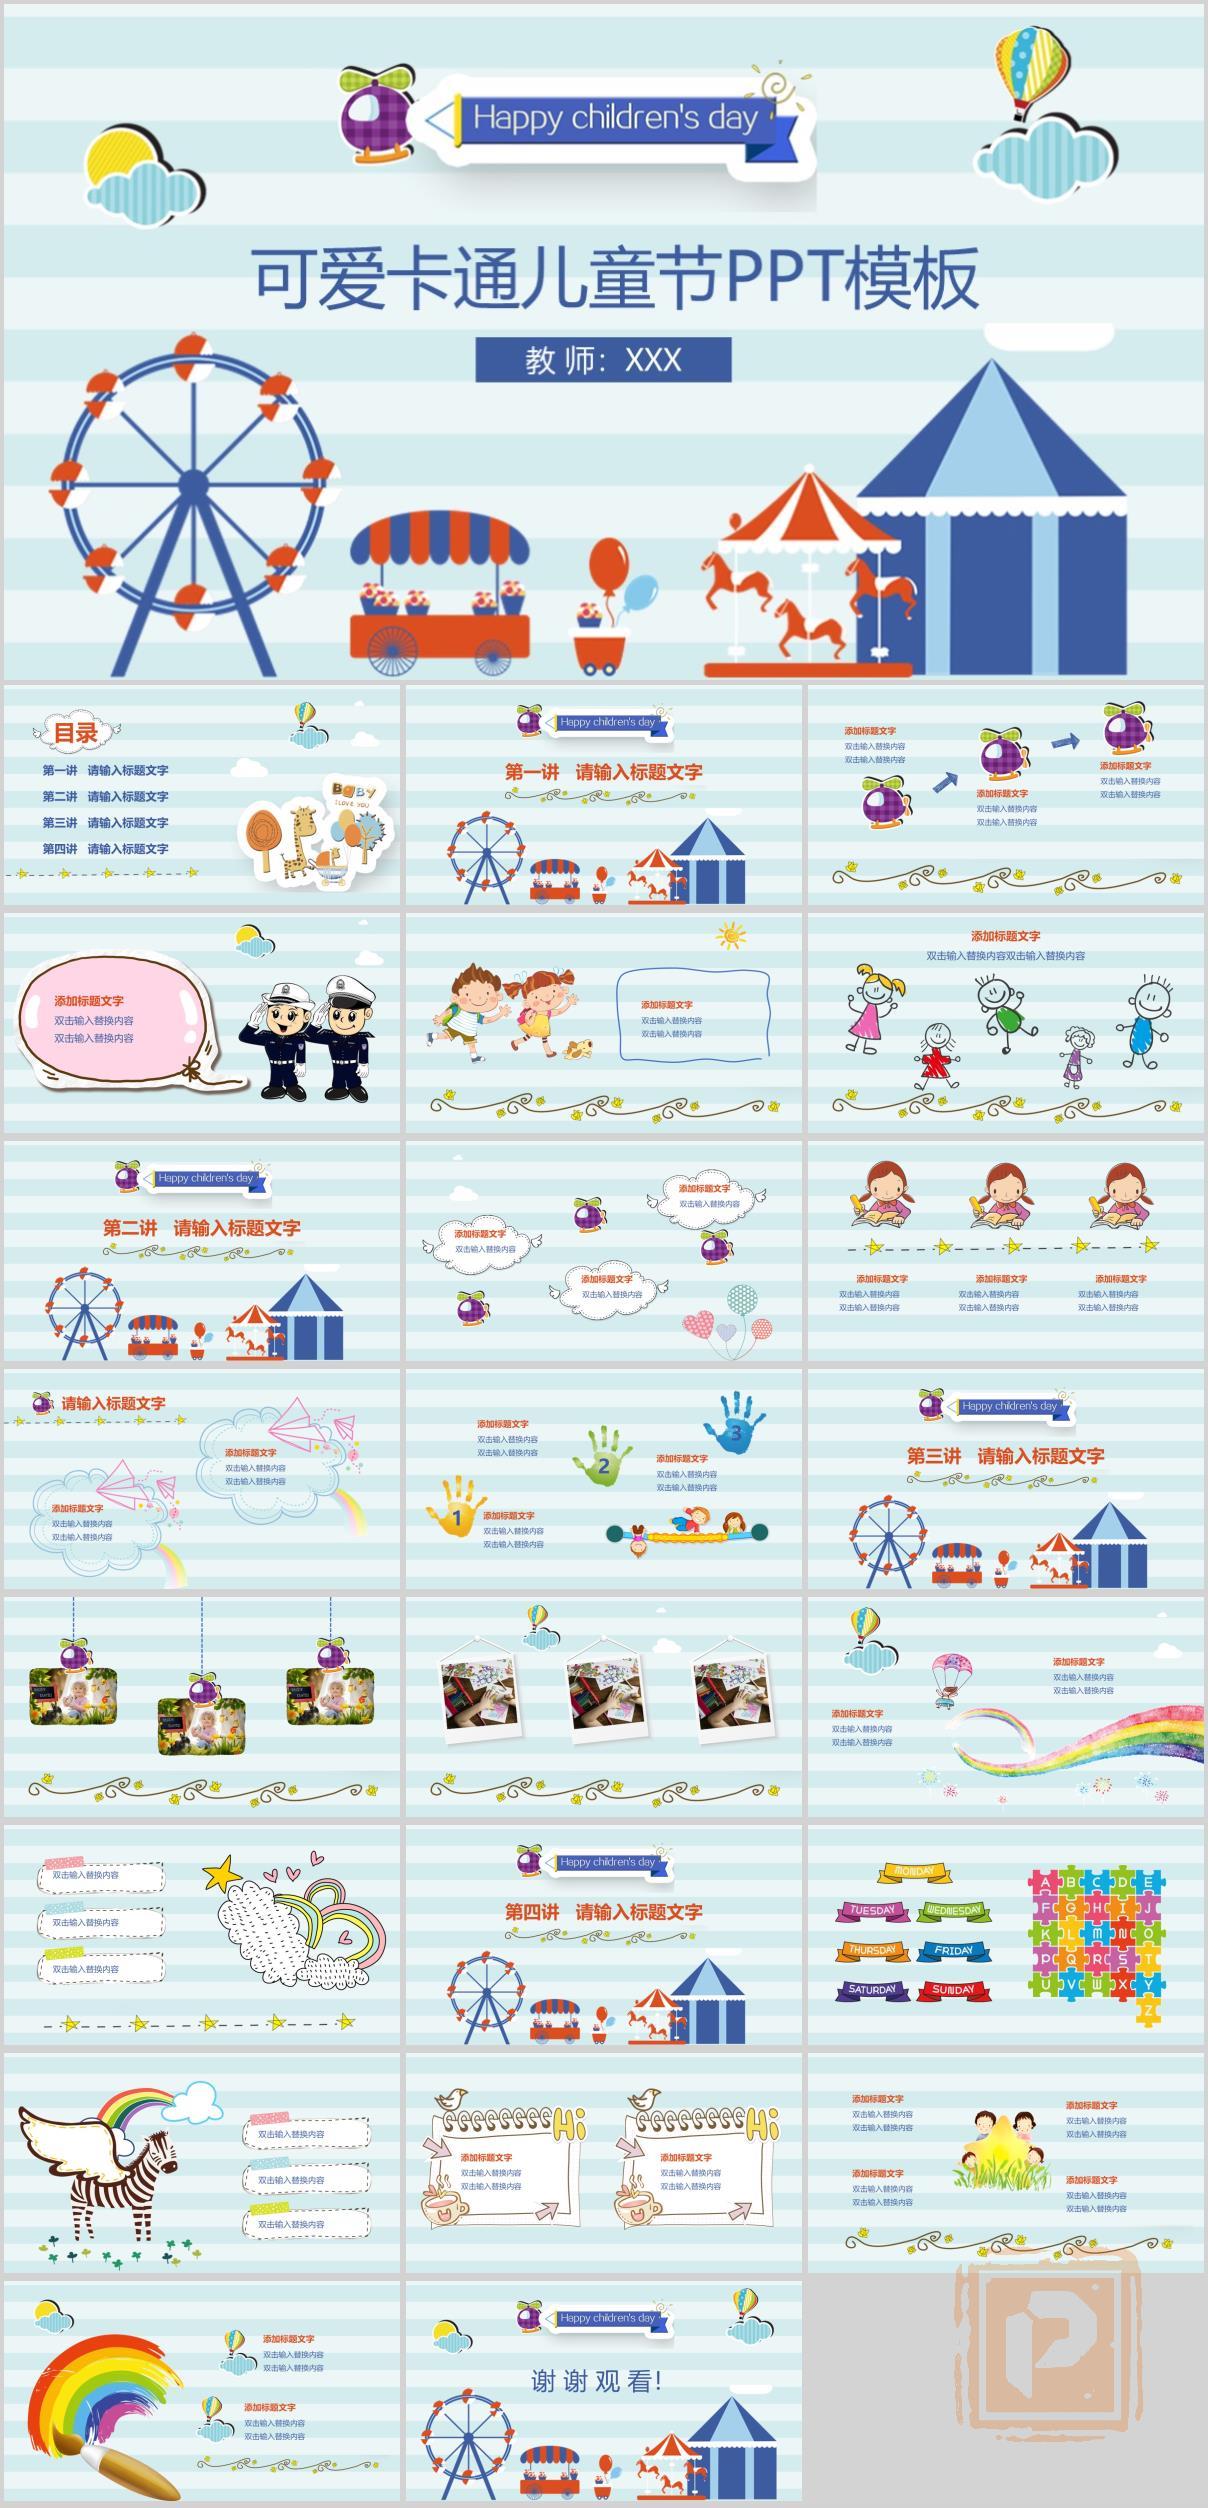 Happy children's day
可爱卡通儿童节PPT模板
教 师：XXX
目录
第一讲 请输入标题文字
第二讲 请输入标题文字
第三讲 请输入标题文字
第四讲 请输入标题文字
BABY
I LOVE YOU
Happy children's day
第一讲 请输入标题文字
添加标题文字
双击输入替换内容
双击输入替换内容
添加标题文字
双击输入替换内容
双击输入替换内容
添加标题文字
双击输入替换内容
双击输入替换内容
添加标题文字
双击输入替换内容
双击输入替换内容
添加标题文字
双击输入替换内容
双击输入替换内容
添加标题文字
双击输入替换内容双击输入替换内容
Happy children's day
第二讲 请输入标题文字
添加标题文字
双击输入替换内容
添加标题文字
双击输入替换内容
添加标题文字
双击输入替换内容
添加标题文字
双击输入替换内容
双击输入替换内容
添加标题文字
双击输入替换内容
双击输入替换内容
添加标题文字
双击输入替换内容
双击输入替换内容
请输入标题文字
添加标题文字
双击输入替换内容
双击输入替换内容
添加标题文字
双击输入替换内容
双击输入替换内容
添加标题文字
双击输入替换内容
双击输入替换内容
3
2
添加标题文字
双击输入替换内容
双击输入替换内容
1
添加标题文字
双击输入替换内容
双击输入替换内容
Happy children's day
第三讲 请输入标题文字
添加标题文字
双击输入替换内容
双击输入替换内容
添加标题文字
双击输入替换内容
双击输入替换内容
双击输入替换内容
双击输入替换内容
双击输入替换内容
Happy children's day
第四讲 请输入标题文字
MONDAY
TUESDAY
WEDNESDAY
THURSDAY
FRIDAY
SATURDAY
SUNDAY
A B C D E
F G H I J
K L M N O
P Q R S T
U V W X Y
Z
双击输入替换内容
双击输入替换内容
双击输入替换内容
Hi
添加标题文字
双击输入替换内容
双击输入替换内容
Hi
添加标题文字
双击输入替换内容
双击输入替换内容
添加标题文字
双击输入替换内容
双击输入替换内容
添加标题文字
双击输入替换内容
双击输入替换内容
添加标题文字
双击输入替换内容
双击输入替换内容
添加标题文字
双击输入替换内容
双击输入替换内容
添加标题文字
双击输入替换内容
双击输入替换内容
添加标题文字
双击输入替换内容
双击输入替换内容
Happy children's day
谢 谢 观 看!
P